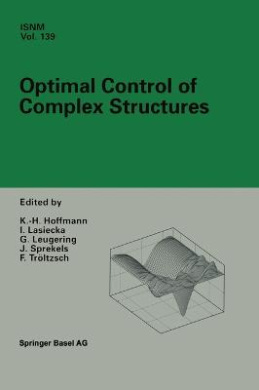 ISNM
Vol. 139
Optimal Control of
Complex Structures
Edited by
K.-H. Hoffmann
I. Lasiecka
G. Leugering
J. Sprekels
F. Tröltzsch
Springer Basel AG